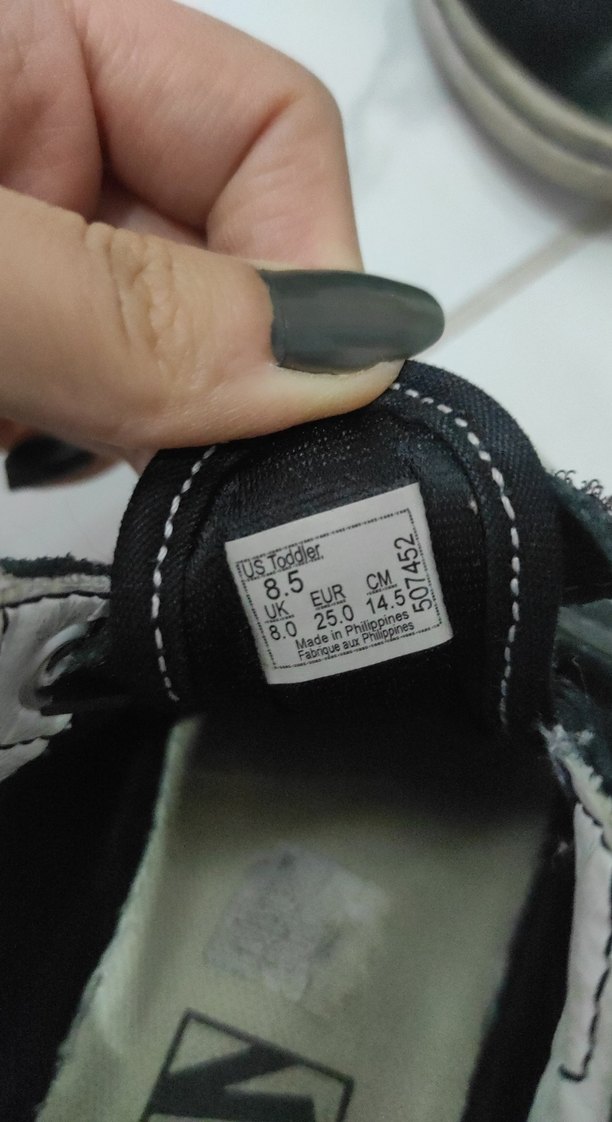 US Toddler
8.5
UK EUR CM
8.0 25.0 14.5
Made in Philippines
Fabrique aux Philippines
507452